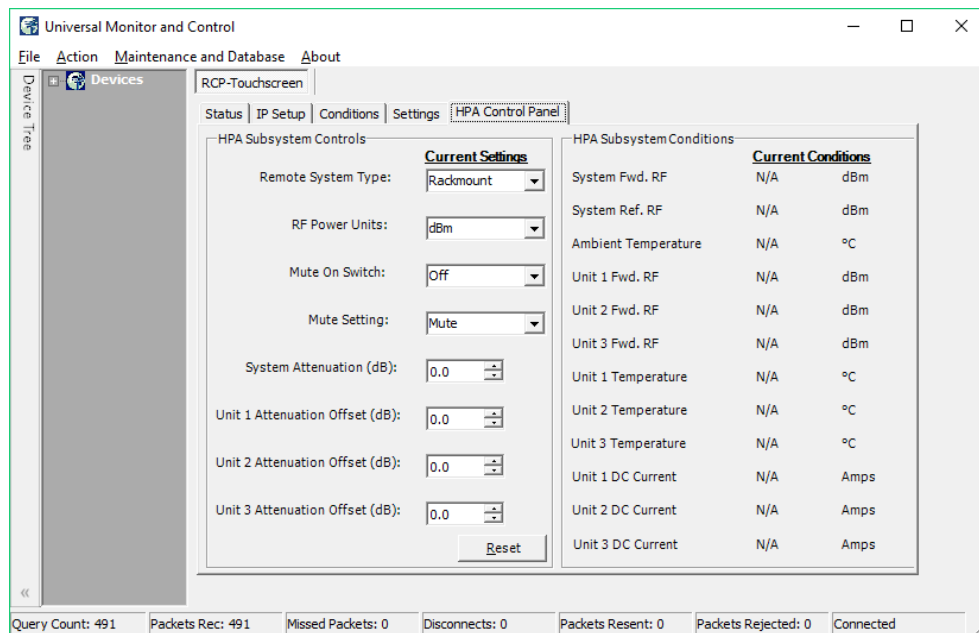 Universal Monitor and Control
File Action Maintenance and Database About
Device Tree
Devices
RCP-Touchscreen
Status IP Setup Conditions Settings HPA Control Panel
HPA Subsystem Controls
Current Settings
Remote System Type: Rackmount
RF Power Units: dBm
Mute On Switch: Off
Mute Setting: Mute
System Attenuation (dB): 0.0
Unit 1 Attenuation Offset (dB): 0.0
Unit 2 Attenuation Offset (dB): 0.0
Unit 3 Attenuation Offset (dB): 0.0
Reset
HPA Subsystem Conditions
Current Conditions
System Fwd. RF N/A dBm
System Ref. RF N/A dBm
Ambient Temperature N/A °C
Unit 1 Fwd. RF N/A dBm
Unit 2 Fwd. RF N/A dBm
Unit 3 Fwd. RF N/A dBm
Unit 1 Temperature N/A °C
Unit 2 Temperature N/A °C
Unit 3 Temperature N/A °C
Unit 1 DC Current N/A Amps
Unit 2 DC Current N/A Amps
Unit 3 DC Current N/A Amps
«
Query Count: 491 Packets Rec: 491 Missed Packets: 0 Disconnects: 0 Packets Resent: 0 Packets Rejected: 0 Connected